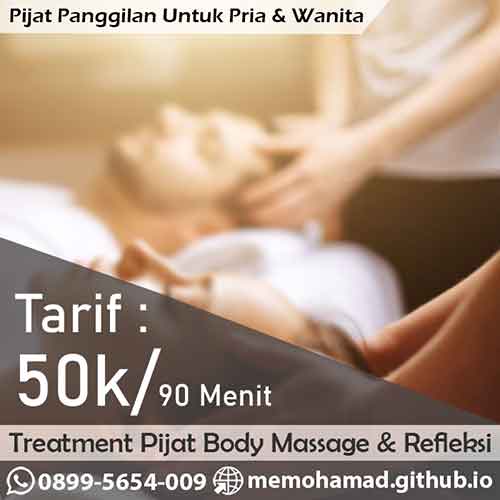 Pijat Panggilan Untuk Pria & Wanita
Tarif :
50k/90 Menit
Treatment Pijat Body Massage & Refleksi
0899-5654-009 memohamad.github.io